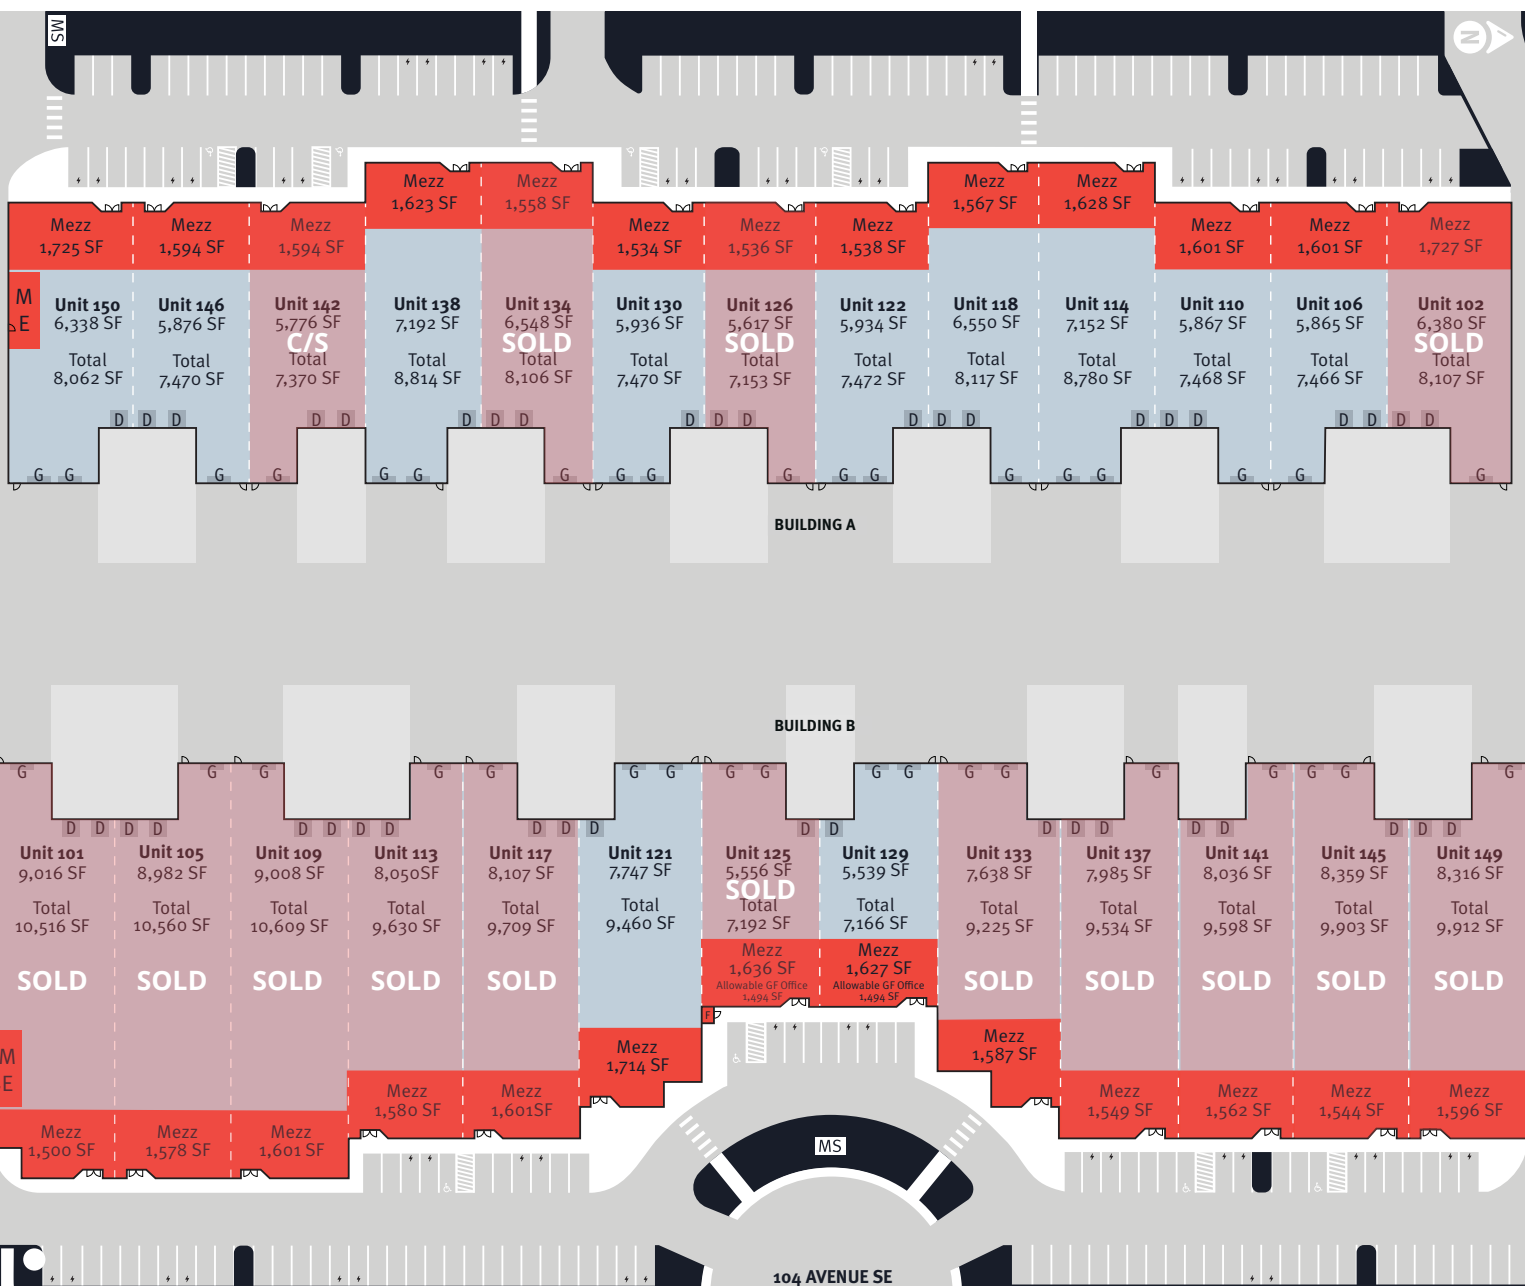 MS
N
Mezz
1,623 SF
Mezz
1,558 SF
Mezz
1,567 SF
Mezz
1,628 SF
Mezz
1,725 SF
Mezz
1,594 SF
Mezz
1,594 SF
Mezz
1,534 SF
Mezz
1,536 SF
Mezz
1,538 SF
Mezz
1,601 SF
Mezz
1,601 SF
Mezz
1,727 SF
M
E
Unit 150
6,338 SF
Total
8,062 SF
Unit 146
5,876 SF
Total
7,470 SF
Unit 142
5,776 SF
C/S
Total
7,370 SF
Unit 138
7,192 SF
Total
8,814 SF
Unit 134
6,548 SF
SOLD
Total
8,106 SF
Unit 130
5,936 SF
Total
7,470 SF
Unit 126
5,617 SF
SOLD
Total
7,153 SF
Unit 122
5,934 SF
Total
7,472 SF
Unit 118
6,550 SF
Total
8,117 SF
Unit 114
7,152 SF
Total
8,780 SF
Unit 110
5,867 SF
Total
7,468 SF
Unit 106
5,865 SF
Total
7,466 SF
Unit 102
6,380 SF
SOLD
Total
8,107 SF
D D D D D D D D D D D D D D D D D D D D D D
G G G G G G G G G G G G G G G G G G
BUILDING A
BUILDING B
G G G G G G G G G G G G G G G G G G
D D D D D D D D D D D D D D D D D D D D D D
Unit 101
9,016 SF
Total
10,516 SF
SOLD
Unit 105
8,982 SF
Total
10,560 SF
SOLD
Unit 109
9,008 SF
Total
10,609 SF
SOLD
Unit 113
8,050SF
Total
9,630 SF
SOLD
Unit 117
8,107 SF
Total
9,709 SF
SOLD
Unit 121
7,747 SF
Total
9,460 SF
Unit 125
5,556 SF
SOLD
Total
7,192 SF
Unit 129
5,539 SF
Total
7,166 SF
Unit 133
7,638 SF
Total
9,225 SF
SOLD
Unit 137
7,985 SF
Total
9,534 SF
SOLD
Unit 141
8,036 SF
Total
9,598 SF
SOLD
Unit 145
8,359 SF
Total
9,903 SF
SOLD
Unit 149
8,316 SF
Total
9,912 SF
SOLD
Mezz
1,636 SF
Allowable GF Office
1,494 SF
Mezz
1,627 SF
Allowable GF Office
1,494 SF
F
M
E
Mezz
1,714 SF
Mezz
1,587 SF
Mezz
1,580 SF
Mezz
1,601SF
Mezz
1,549 SF
Mezz
1,562 SF
Mezz
1,544 SF
Mezz
1,596 SF
Mezz
1,500 SF
Mezz
1,578 SF
Mezz
1,601 SF
MS
104 AVENUE SE